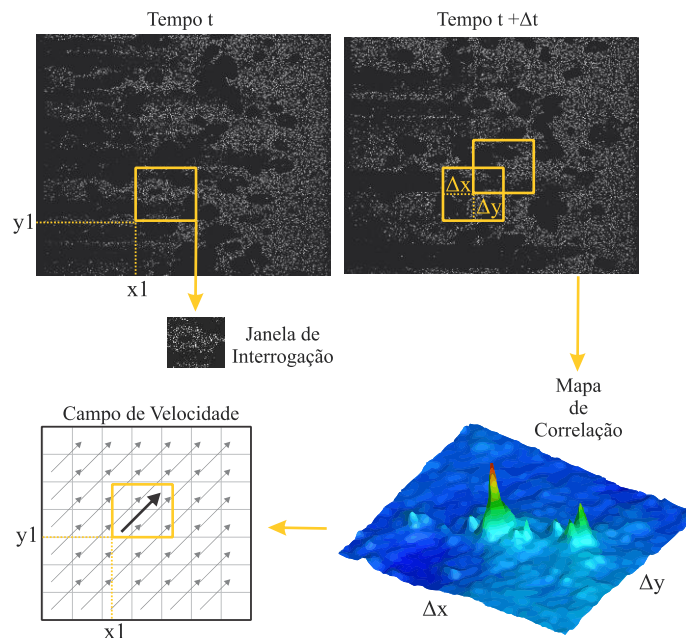 Tempo t
Tempo t +Δt
Δx
Δy
y1
x1
Janela de
Interrogação
Mapa
de
Correlação
Campo de Velocidade
y1
x1
Δx
Δy